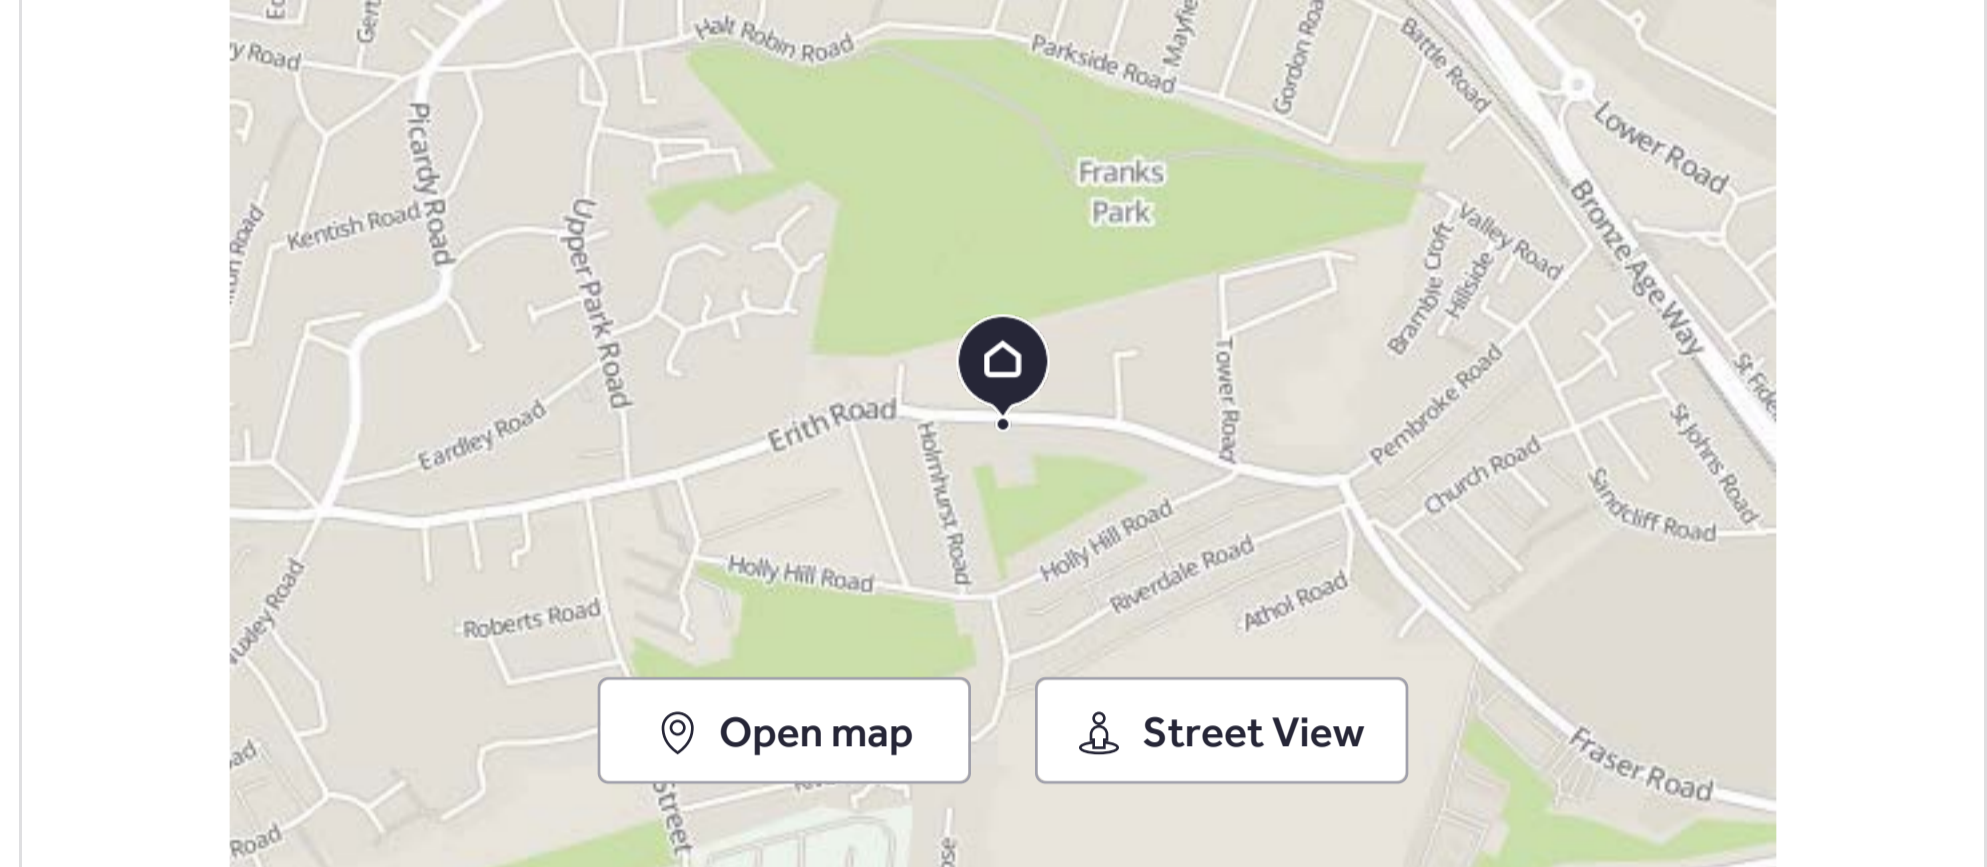 Halt Robin Road
Parkside Road
Gordon Roa
Battle Road
y Road
Lower Road
Picardy Road
Franks
Park
Kentish Road
Upper Park Road
Valley Road
Bronze Age Way
Bramble Croft
Hillside
Tower Road
Pembroke Road
Erith Road
Eardley Road
St Johns Road
Holmhurst Road
Church Road
Sandcliff Road
Holly Hill Road
Holly Hill Road
Riverdale Road
Athol Road
Roberts Road
Open map
Street View
Fraser Road
Street
Road